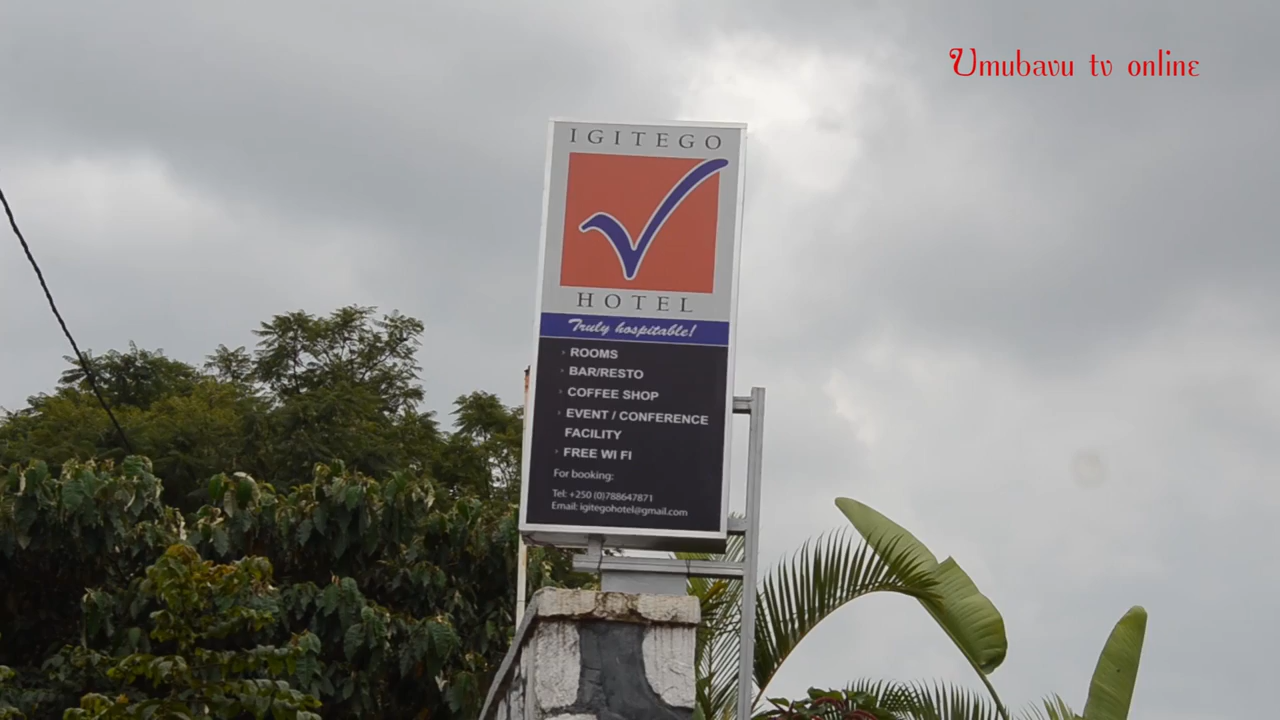 Umubavu tv online
IGITEGO
HOTEL
Truly hospitable!
ROOMS
BAR/RESTO
COFFEE SHOP
EVENT / CONFERENCE
FACILITY
FREE WI FI
For booking:
Tel: +250 (0)788647871
Email: igitegohotel@gmail.com